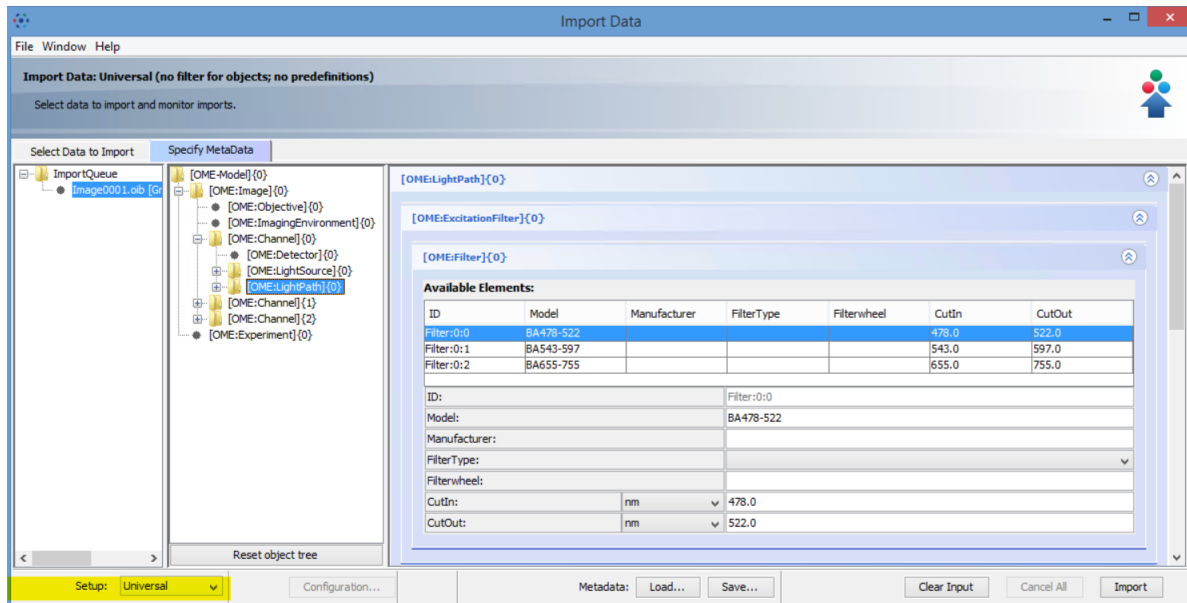 Import Data
File Window Help
Import Data: Universal (no filter for objects; no predefinitions)
Select data to import and monitor imports.
Select Data to Import Specify MetaData
ImportQueue
Image0001.oib [Gr
[OME-Model]{0}
[OME:Image]{0}
[OME:Objective]{0}
[OME:ImagingEnvironment]{0}
[OME:Channel]{0}
[OME:Detector]{0}
[OME:LightSource]{0}
[OME:LightPath]{0}
[OME:Channel]{1}
[OME:Channel]{2}
[OME:Experiment]{0}
Reset object tree
[OME:LightPath]{0}
[OME:ExcitationFilter]{0}
[OME:Filter]{0}
Available Elements:
ID Model Manufacturer FilterType Filterwheel CutIn CutOut
Filter:0:0 BA478-522 478.0 522.0
Filter:0:1 BA543-597 543.0 597.0
Filter:0:2 BA655-755 655.0 755.0
ID: Filter:0:0
Model: BA478-522
Manufacturer:
FilterType:
Filterwheel:
CutIn: nm 478.0
CutOut: nm 522.0
Setup: Universal Configuration... Metadata: Load... Save... Clear Input Cancel All Import